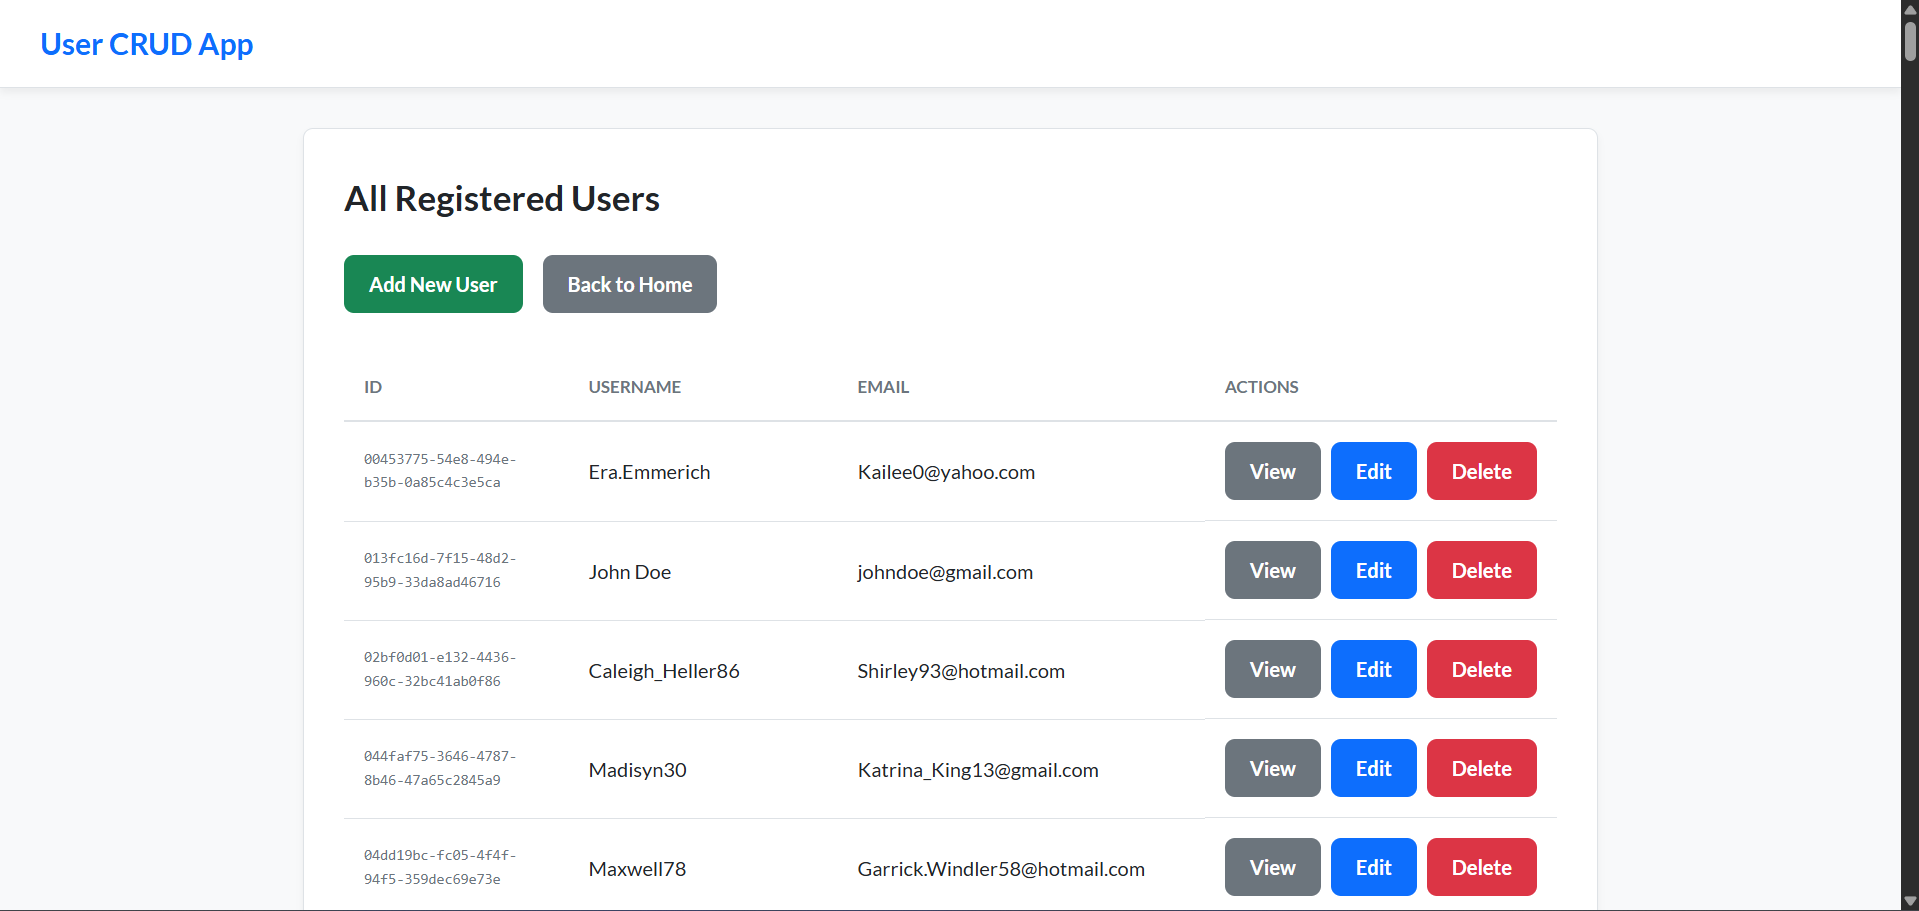 User CRUD App
All Registered Users
Add New User Back to Home
ID USERNAME EMAIL ACTIONS
00453775-54e8-494e-
b35b-0a85c4c3e5ca
Era.Emmerich Kailee0@yahoo.com View Edit Delete
013fc16d-7f15-48d2-
95b9-33da8ad46716
John Doe johndoe@gmail.com View Edit Delete
02bf0d01-e132-4436-
960c-32bc41ab0f86
Caleigh_Heller86 Shirley93@hotmail.com View Edit Delete
044faf75-3646-4787-
8b46-47a65c2845a9
Madisyn30 Katrina_King13@gmail.com View Edit Delete
04dd19bc-fc05-4f4f-
94f5-359dec69e73e
Maxwell78 Garrick.Windler58@hotmail.com View Edit Delete